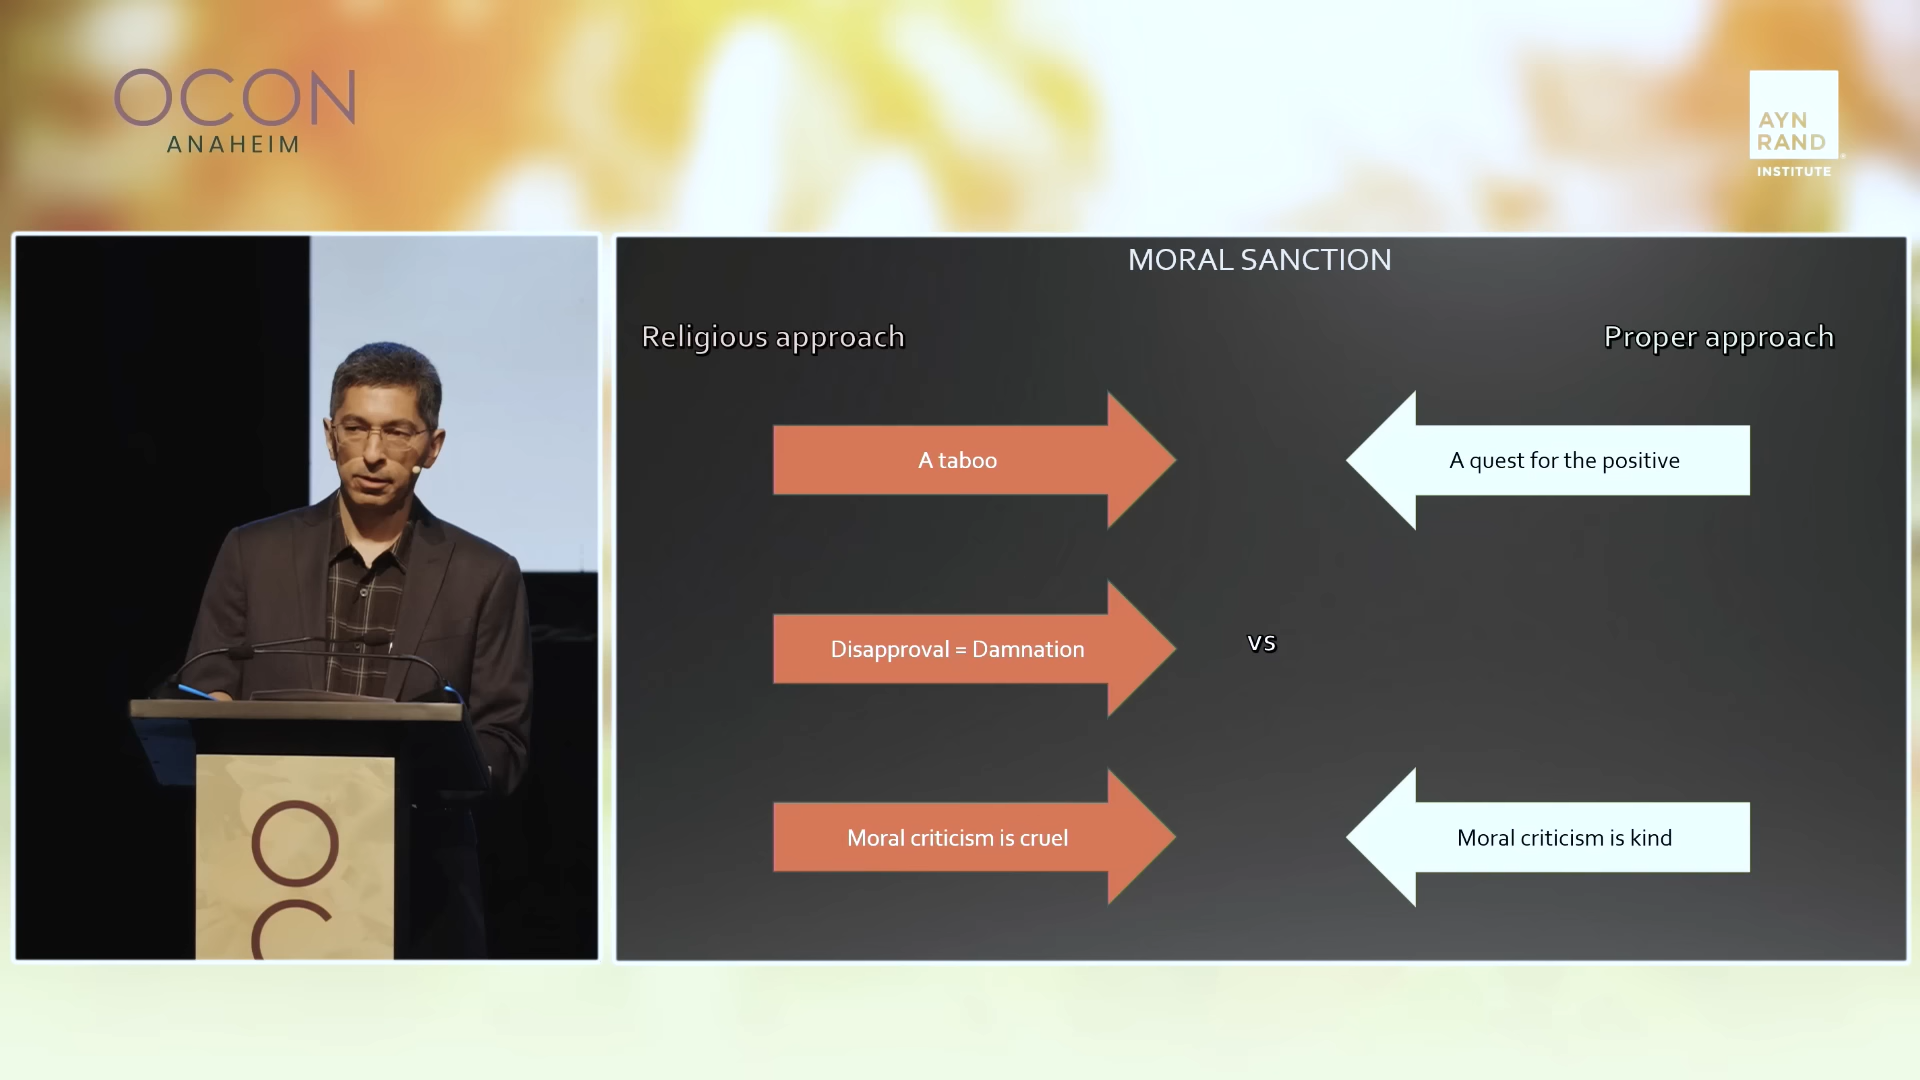 OCON
ANAHEIM
AYN
RAND
INSTITUTE
MORAL SANCTION
Religious approach
Proper approach
A taboo
A quest for the positive
Disapproval = Damnation
vs
Moral criticism is cruel
Moral criticism is kind
O
C